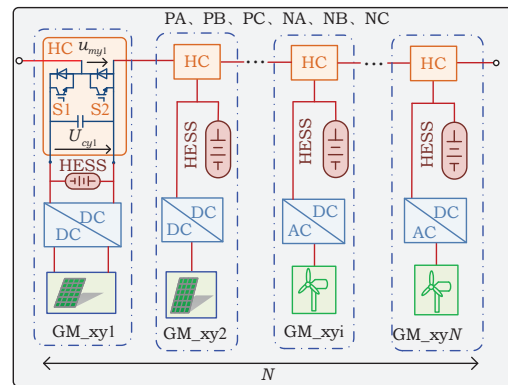 PA、PB、PC、NA、NB、NC
HC
u_my1
S1
S2
U_cy1
HESS
DC
DC
GM_xy1
HC
HESS
DC
DC
GM_xy2
HC
HESS
DC
AC
GM_xyi
HC
HESS
DC
AC
GM_xyN
N